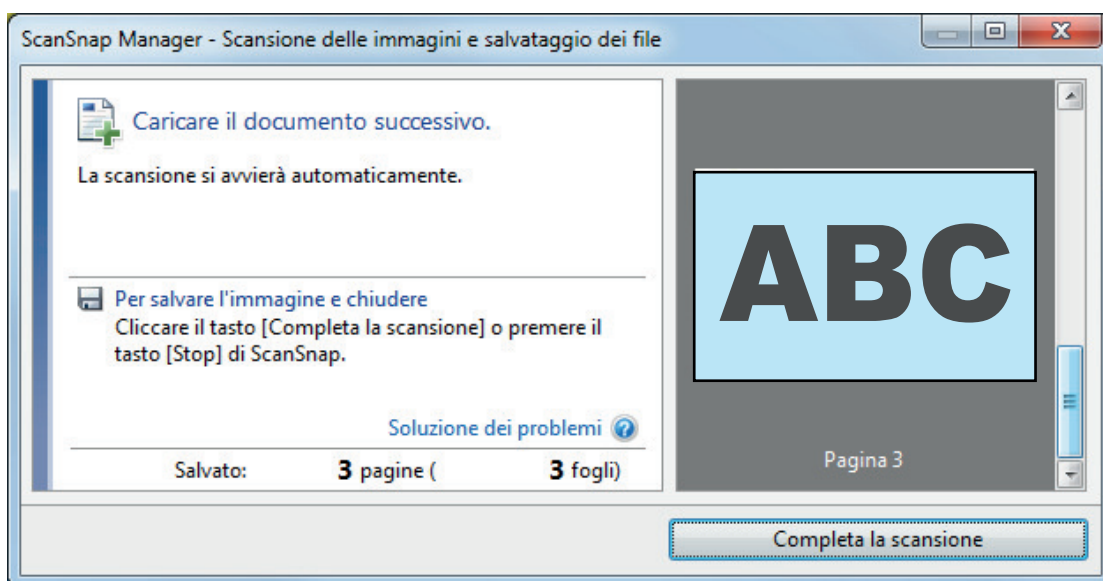 ScanSnap Manager - Scansione delle immagini e salvataggio dei file
Caricare il documento successivo.
La scansione si avvierà automaticamente.
Per salvare l'immagine e chiudere
Cliccare il tasto [Completa la scansione] o premere il
tasto [Stop] di ScanSnap.
Soluzione dei problemi
Salvato: 3 pagine ( 3 fogli)
ABC
Pagina 3
Completa la scansione